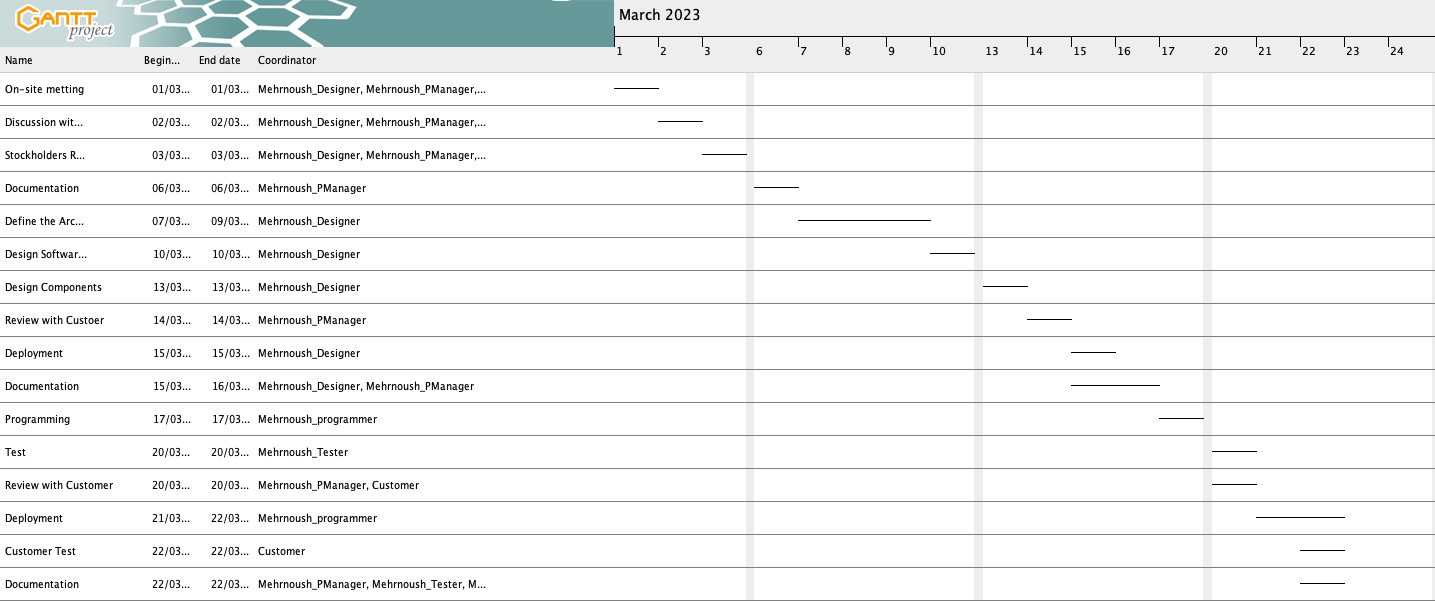 GANTT
project
March 2023
1 2 3 6 7 8 9 10 13 14 15 16 17 20 21 22 23 24
Name Begin... End date Coordinator
On-site metting 01/03... 01/03... Mehrnoush_Designer, Mehrnoush_PManager,...
Discussion wit... 02/03... 02/03... Mehrnoush_Designer, Mehrnoush_PManager,...
Stockholders R... 03/03... 03/03... Mehrnoush_Designer, Mehrnoush_PManager,...
Documentation 06/03... 06/03... Mehrnoush_PManager
Define the Arc... 07/03... 09/03... Mehrnoush_Designer
Design Softwar... 10/03... 10/03... Mehrnoush_Designer
Design Components 13/03... 13/03... Mehrnoush_Designer
Review with Custoer 14/03... 14/03... Mehrnoush_PManager
Deployment 15/03... 15/03... Mehrnoush_Designer
Documentation 15/03... 16/03... Mehrnoush_Designer, Mehrnoush_PManager
Programming 17/03... 17/03... Mehrnoush_programmer
Test 20/03... 20/03... Mehrnoush_Tester
Review with Customer 20/03... 20/03... Mehrnoush_PManager, Customer
Deployment 21/03... 22/03... Mehrnoush_programmer
Customer Test 22/03... 22/03... Customer
Documentation 22/03... 22/03... Mehrnoush_PManager, Mehrnoush_Tester, M...